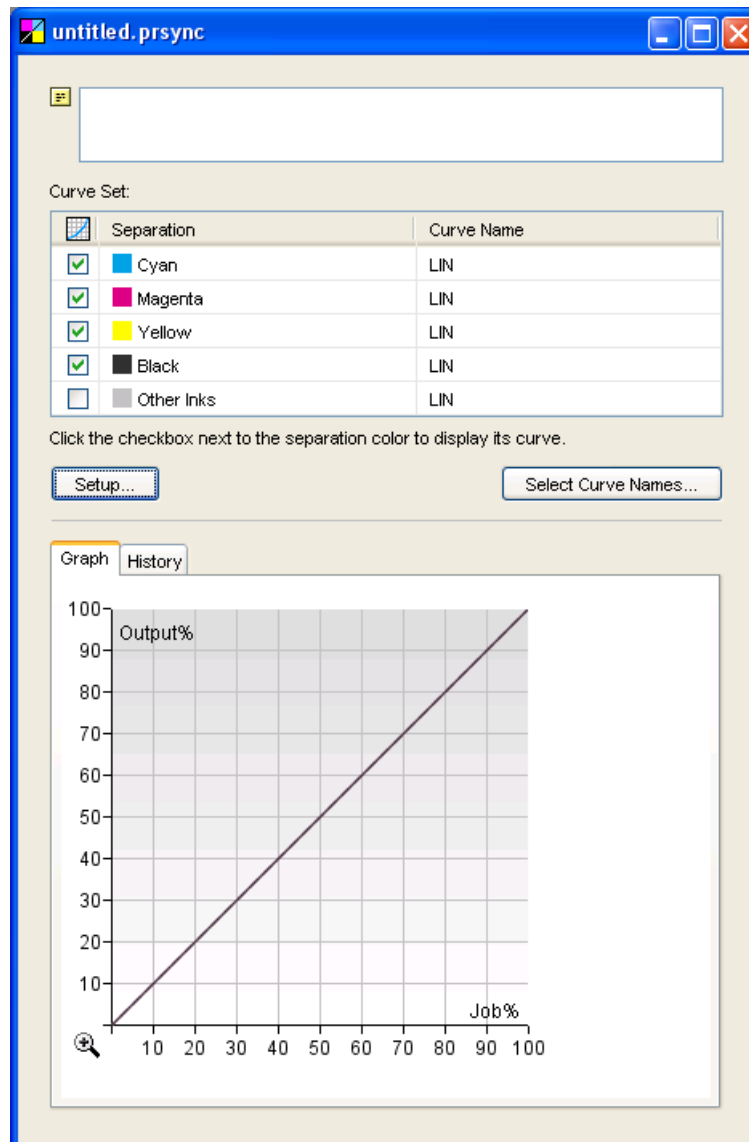 untitled.prsync
Curve Set:
Separation Curve Name
Cyan LIN
Magenta LIN
Yellow LIN
Black LIN
Other Inks LIN
Click the checkbox next to the separation color to display its curve.
Setup... Select Curve Names...
Graph History
100
Output%
90
80
70
60
50
40
30
20
10
Job%
10 20 30 40 50 60 70 80 90 100